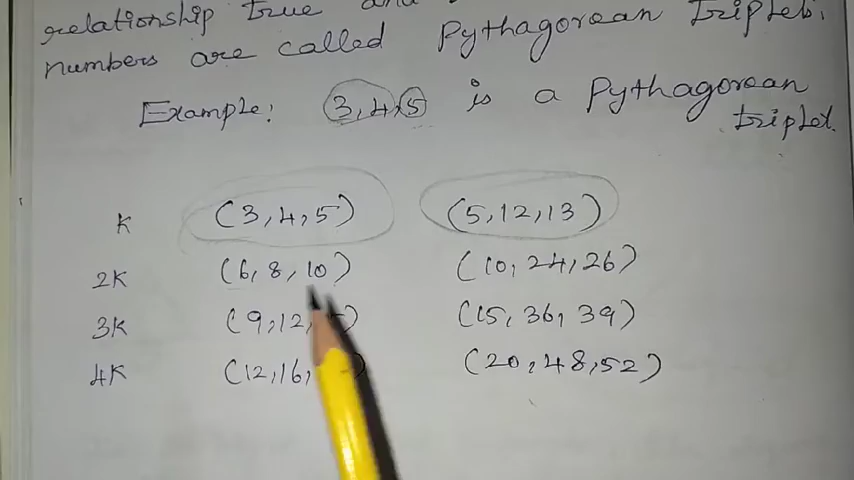 relationship true and
numbers are called Pythagorean triplets.
Example: 3,4,5 is a Pythagorean
triplet.
K (3,4,5) (5,12,13)
2K (6,8,10) (10,24,26)
3K (9,12, (15,36,39)
4K (12,16, (20,48,52)